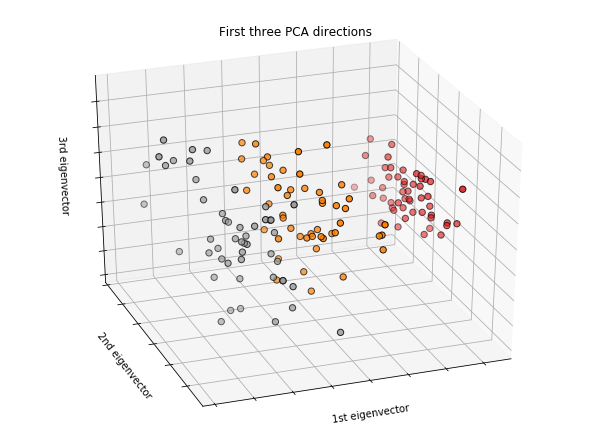 First three PCA directions
3rd eigenvector
2nd eigenvector
1st eigenvector